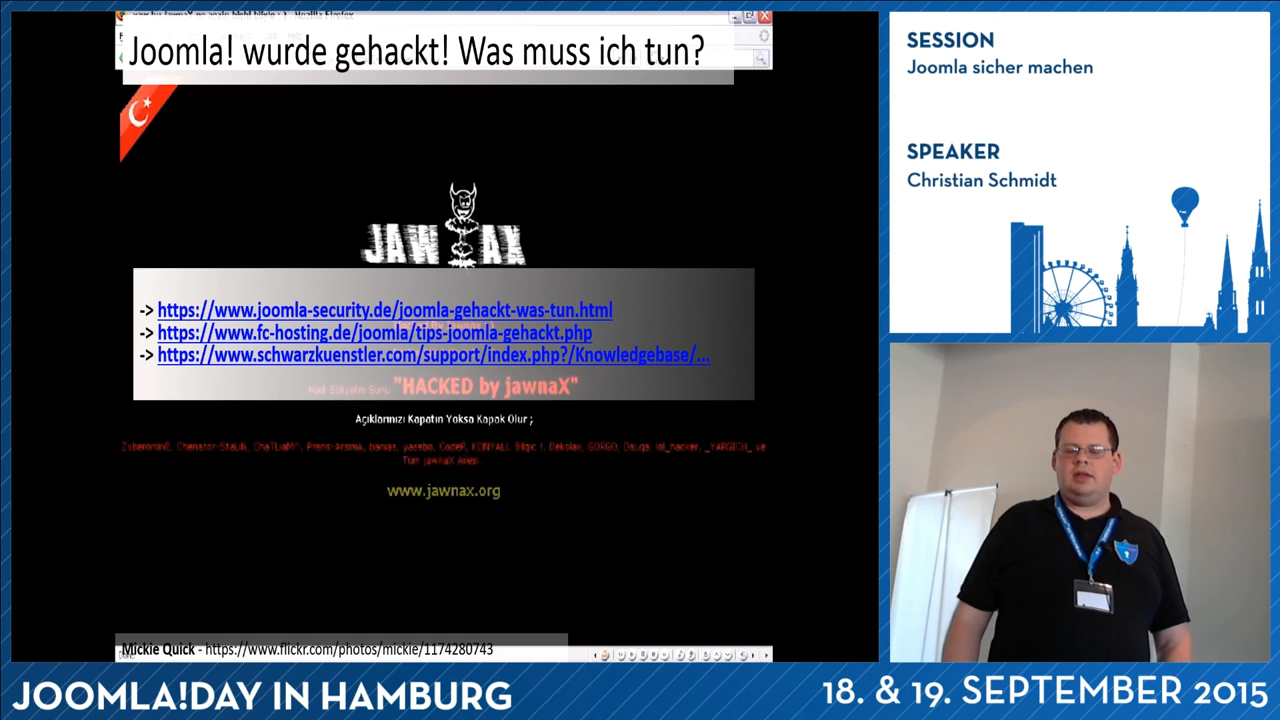 Joomla! wurde gehackt! Was muss ich tun?
JAW AX
-> https://www.joomla-security.de/joomla-gehackt-was-tun.html
-> https://www.fc-hosting.de/joomla/tips-joomla-gehackt.php
-> https://www.schwarzkuenstler.com/support/index.php?/Knowledgebase/...
"HACKED by jawnaX"
Açıklarınızı Kapatın Yoksa Kapak Olur ;
www.jawnax.org
Mickie Quick - https://www.flickr.com/photos/mickie/1174280743
SESSION
Joomla sicher machen
SPEAKER
Christian Schmidt
JOOMLA!DAY IN HAMBURG
18. & 19. SEPTEMBER 2015